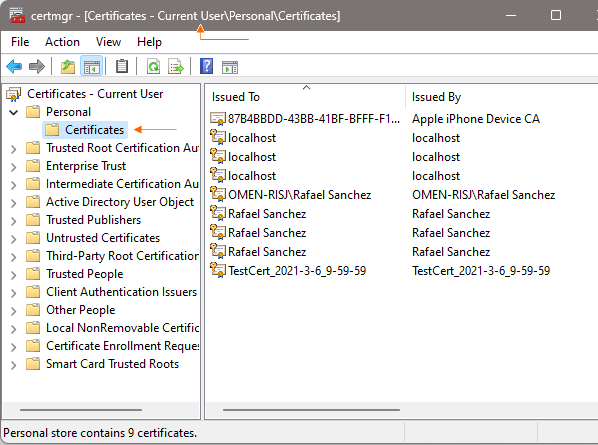 certmgr - [Certificates - Current User\Personal\Certificates]
File Action View Help
Certificates - Current User
Personal
Certificates
Trusted Root Certification Au
Enterprise Trust
Intermediate Certification Au
Active Directory User Object
Trusted Publishers
Untrusted Certificates
Third-Party Root Certification
Trusted People
Client Authentication Issuers
Other People
Local NonRemovable Certific
Certificate Enrollment Reques
Smart Card Trusted Roots
Issued To Issued By
87B4BBDD-43BB-41BF-BFFF-F1... Apple iPhone Device CA
localhost localhost
localhost localhost
localhost localhost
OMEN-RISJ\Rafael Sanchez OMEN-RISJ\Rafael Sanchez
Rafael Sanchez Rafael Sanchez
Rafael Sanchez Rafael Sanchez
Rafael Sanchez Rafael Sanchez
TestCert_2021-3-6_9-59-59 TestCert_2021-3-6_9-59-59
Personal store contains 9 certificates.